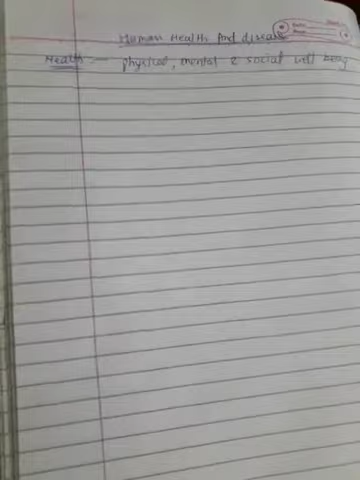 Human Health And disease
Health — physical, mental & social well being